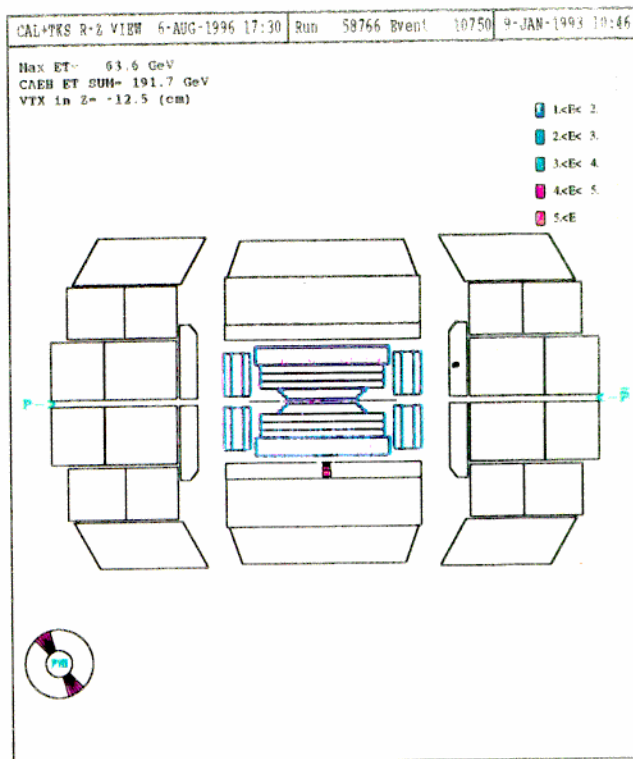 CAL+TKS R-Z VIEW 6-AUG-1996 17:30 Run 58766 Event 10750 9-JAN-1993 10:46
Max ET= 63.6 GeV
CAEH ET SUM= 191.7 GeV
VTX in Z= -12.5 (cm)
1.<E< 2.
2.<E< 3.
3.<E< 4.
4.<E< 5.
5.<E
P
P̄
PHI